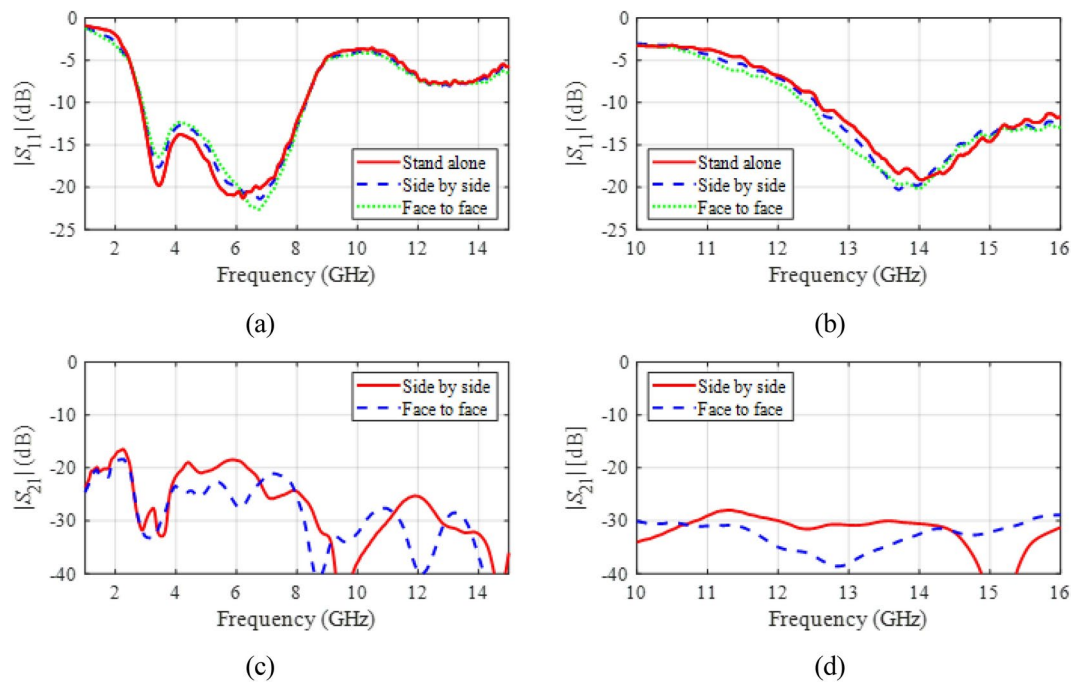 0
-5
-10
-15
-20
-25
|S11| (dB)
Stand alone
Side by side
Face to face
2 4 6 8 10 12 14
Frequency (GHz)
(a)
0
-5
-10
-15
-20
-25
|S11| (dB)
Stand alone
Side by side
Face to face
10 11 12 13 14 15 16
Frequency (GHz)
(b)
0
-10
-20
-30
-40
|S21| (dB)
Side by side
Face to face
2 4 6 8 10 12 14
Frequency (GHz)
(c)
0
-10
-20
-30
-40
|S21| [dB]
Side by side
Face to face
10 11 12 13 14 15 16
Frequency (GHz)
(d)